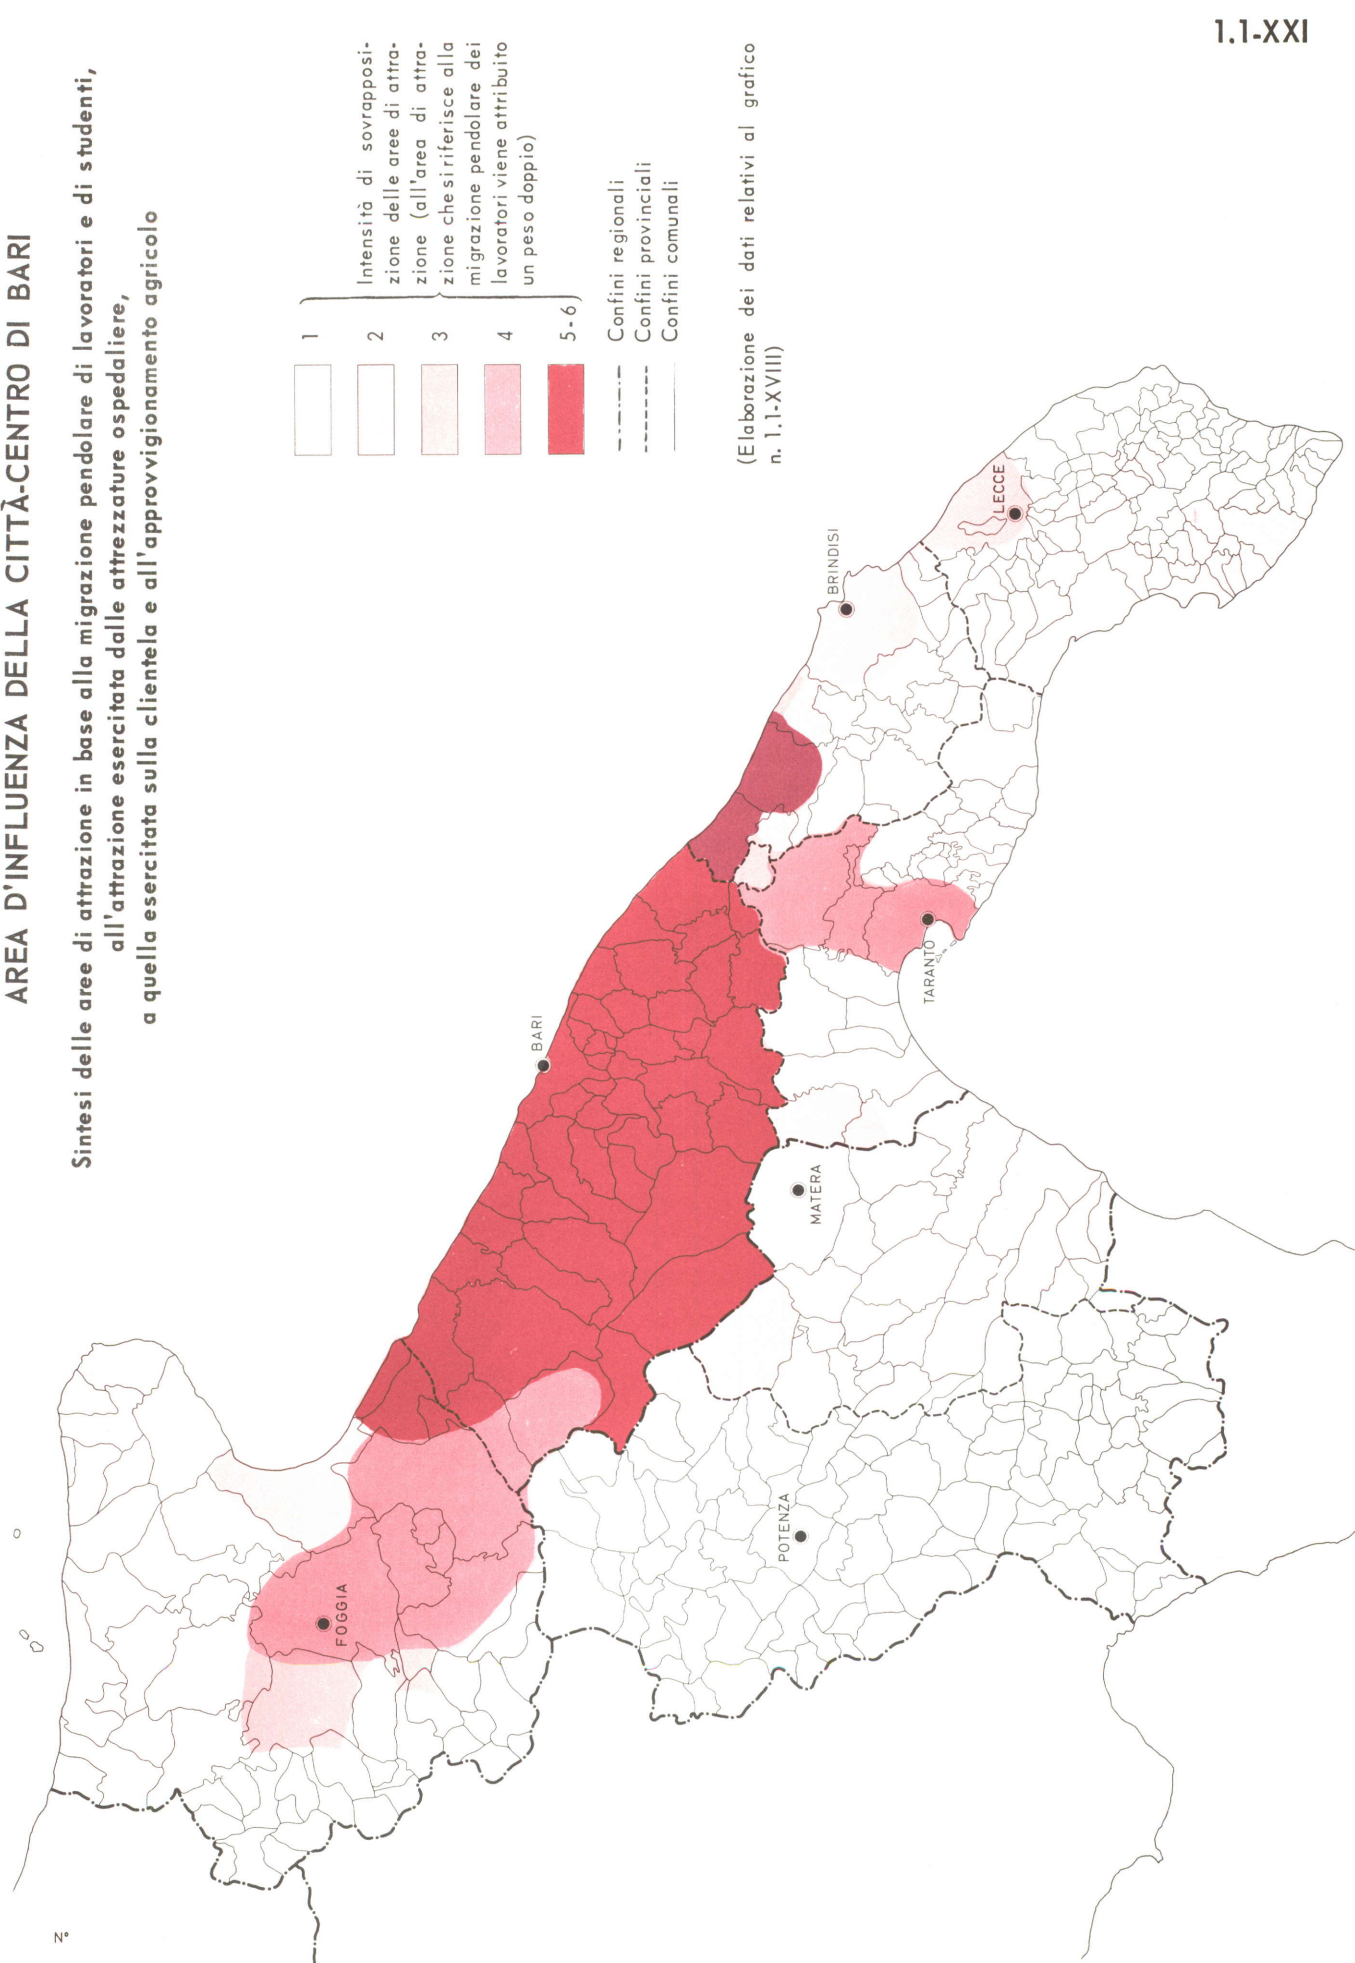 1.1-XXI
AREA D'INFLUENZA DELLA CITTÀ-CENTRO DI BARI
Sintesi delle aree di attrazione in base alla migrazione pendolare di lavoratori e di studenti,
all'attrazione esercitata dalle attrezzature ospedaliere,
a quella esercitata sulla clientela e all'approvvigionamento agricolo
1
2
3
4
5-6
Intensità di sovrapposi-
zione delle aree di attra-
zione (all'area di attra-
zione che si riferisce alla
migrazione pendolare dei
lavoratori viene attribuito
un peso doppio)
Confini regionali
Confini provinciali
Confini comunali
(Elaborazione dei dati relativi al grafico
n. 1.1-XVIII)
FOGGIA
BARI
POTENZA
MATERA
TARANTO
BRINDISI
LECCE
N°